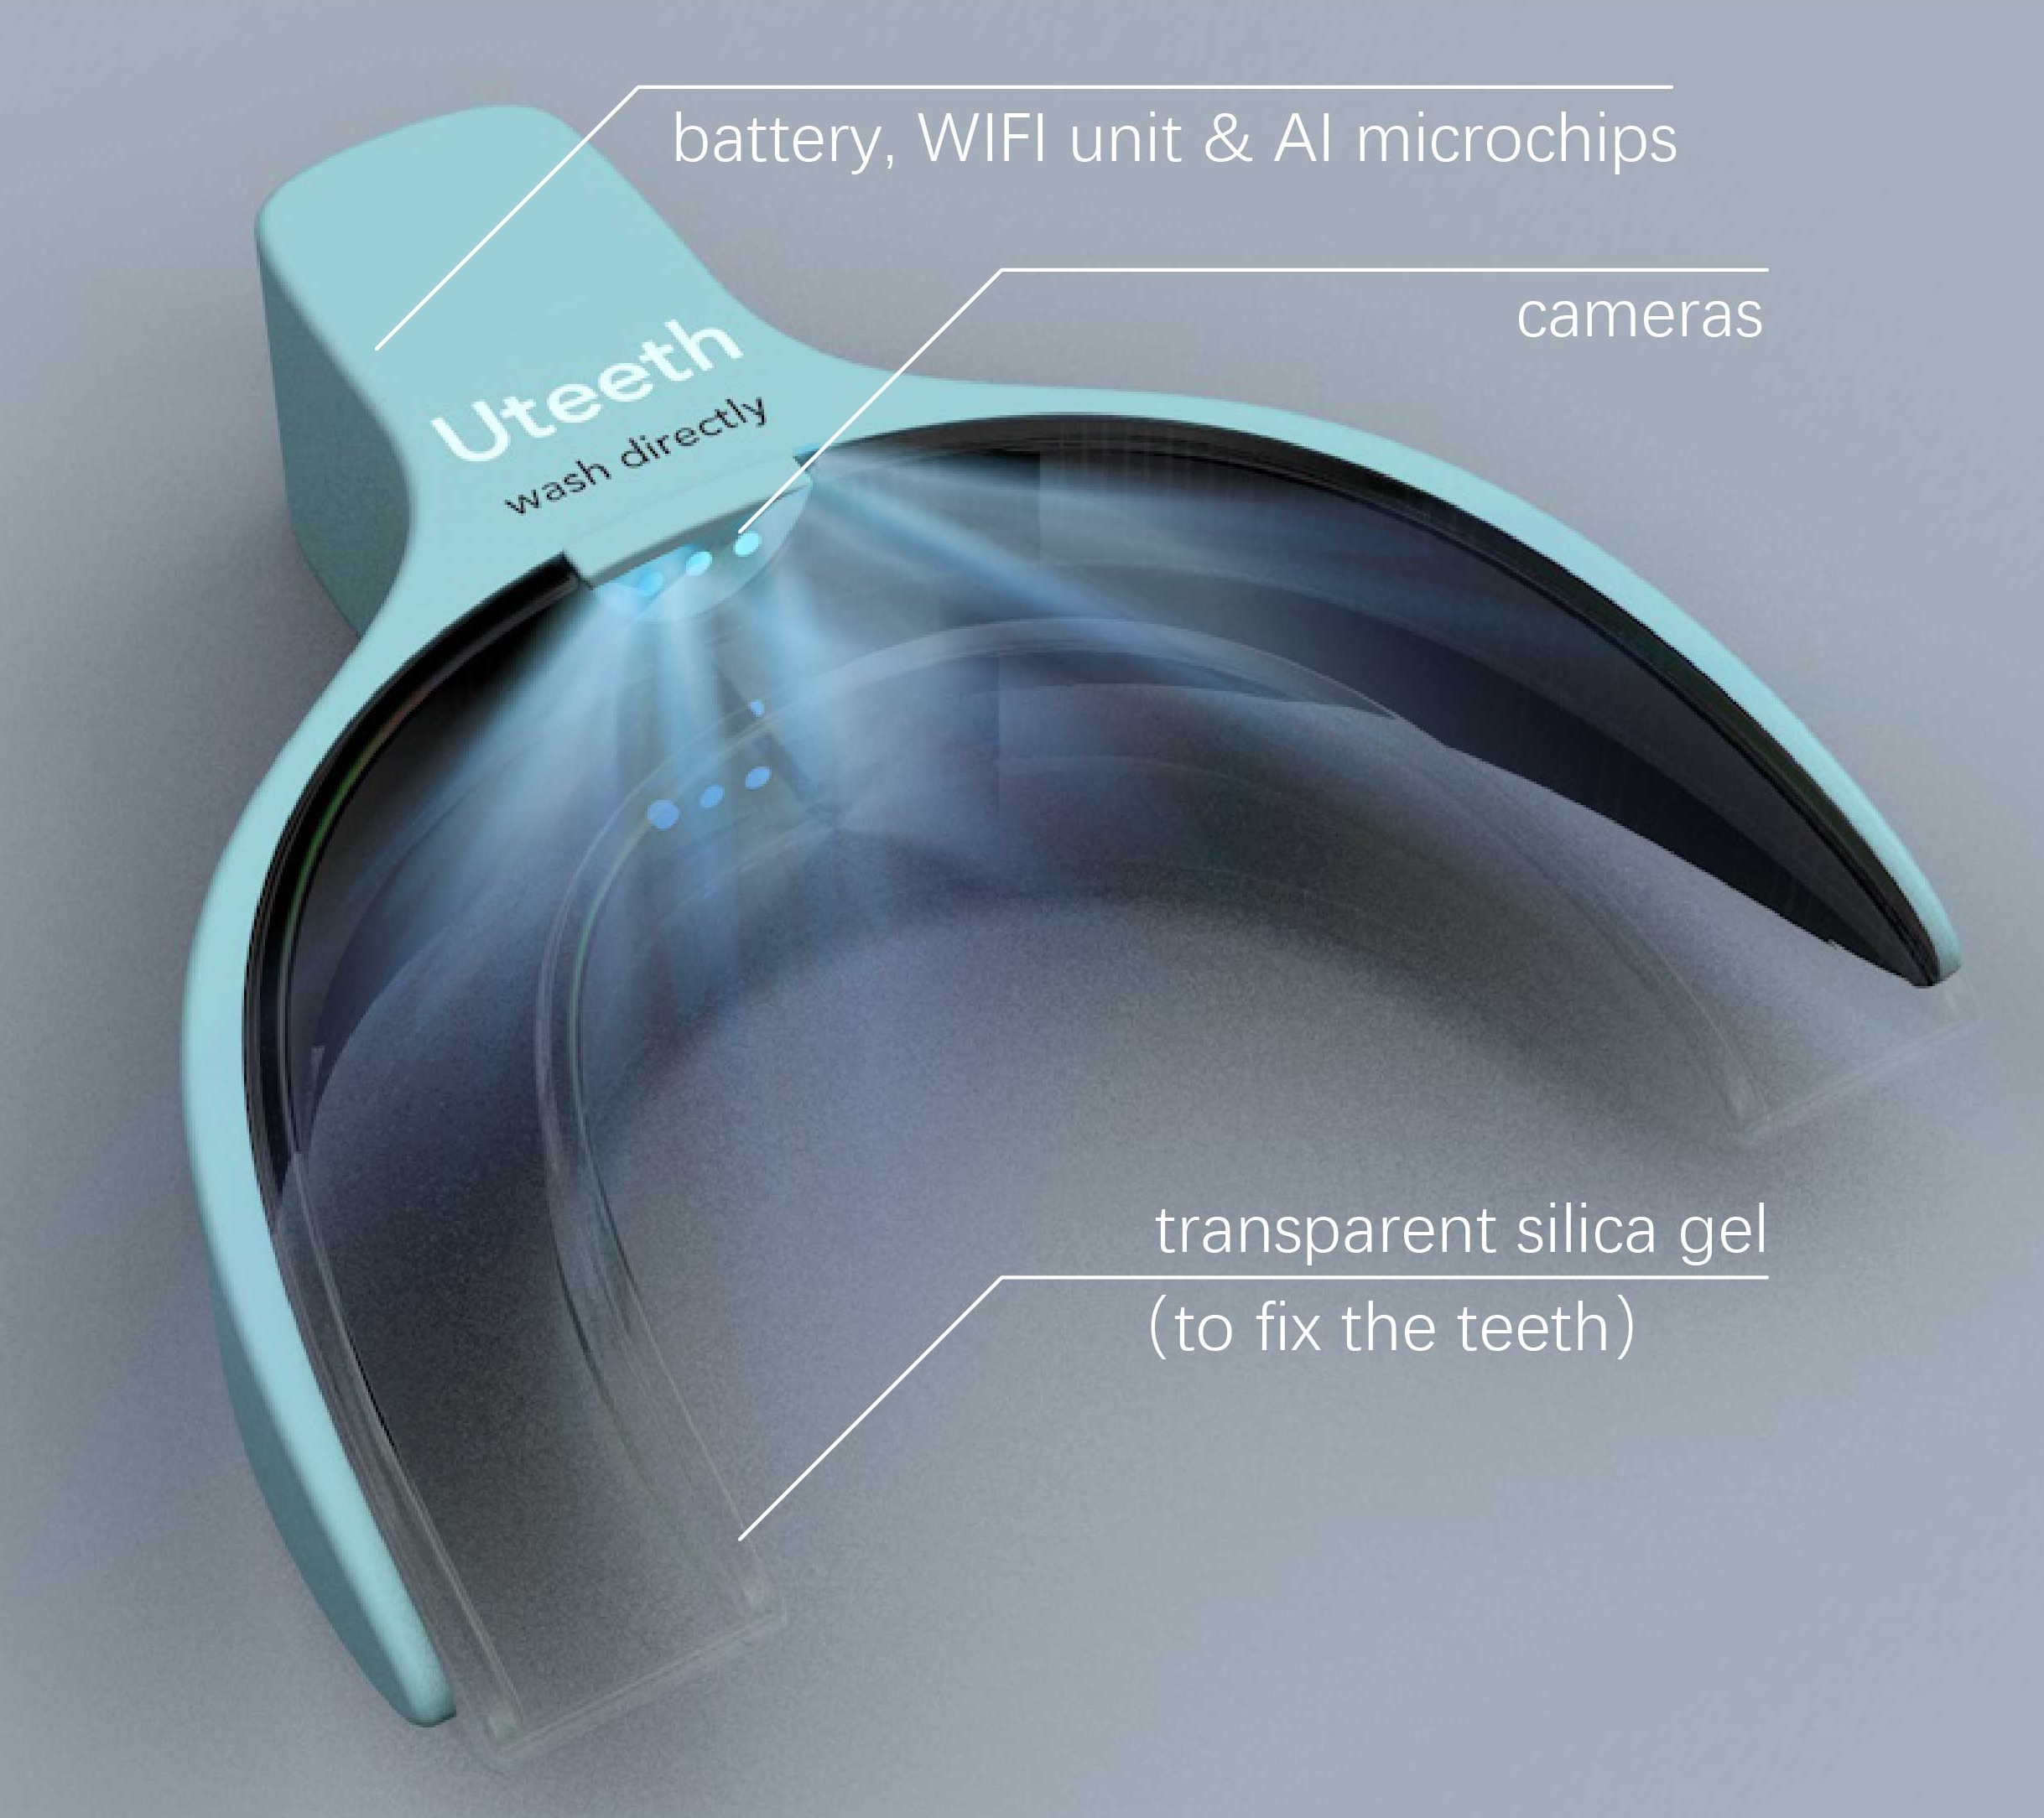 battery, WIFI unit & AI microchips
cameras
Uteeth
wash directly
transparent silica gel
(to fix the teeth)